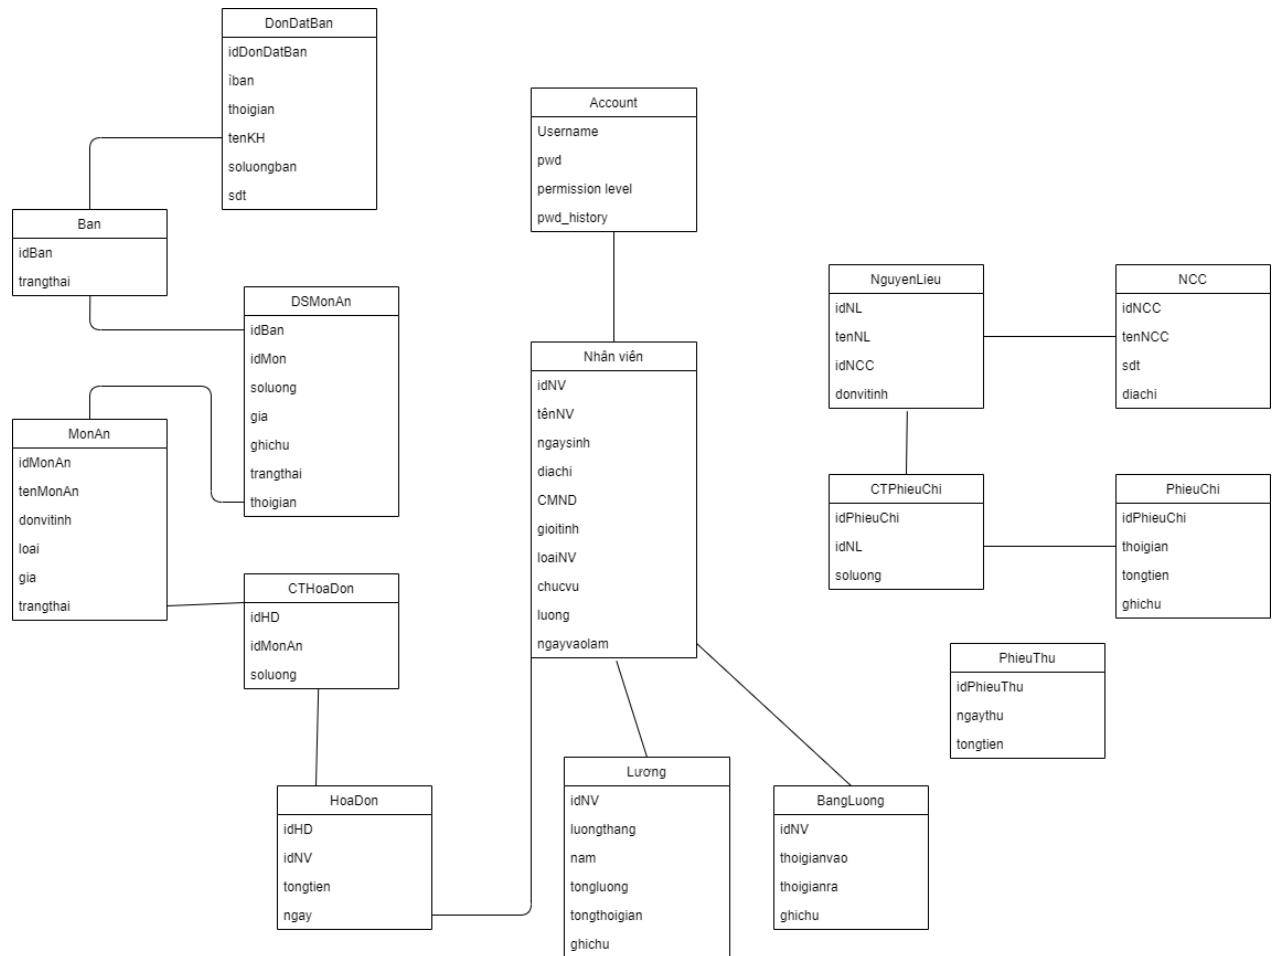 DonDatBan
idDonDatBan
ìban
thoigian
tenKH
soluongban
sdt
Account
Username
pwd
permission level
pwd_history
Ban
idBan
trangthai
DSMonAn
idBan
idMon
soluong
gia
ghichu
trangthai
thoigian
MonAn
idMonAn
tenMonAn
donvitinh
loai
gia
trangthai
CTHoaDon
idHD
idMonAn
soluong
HoaDon
idHD
idNV
tongtien
ngay
Nhân viên
idNV
tênNV
ngaysinh
diachi
CMND
gioitinh
loaiNV
chucvu
luong
ngayvaolam
Lương
idNV
luongthang
nam
tongluong
tongthoigian
ghichu
BangLuong
idNV
thoigianvao
thoigianra
ghichu
NguyenLieu
idNL
tenNL
idNCC
donvitinh
NCC
idNCC
tenNCC
sdt
diachi
CTPhieuChi
idPhieuChi
idNL
soluong
PhieuChi
idPhieuChi
thoigian
tongtien
ghichu
PhieuThu
idPhieuThu
ngaythu
tongtien